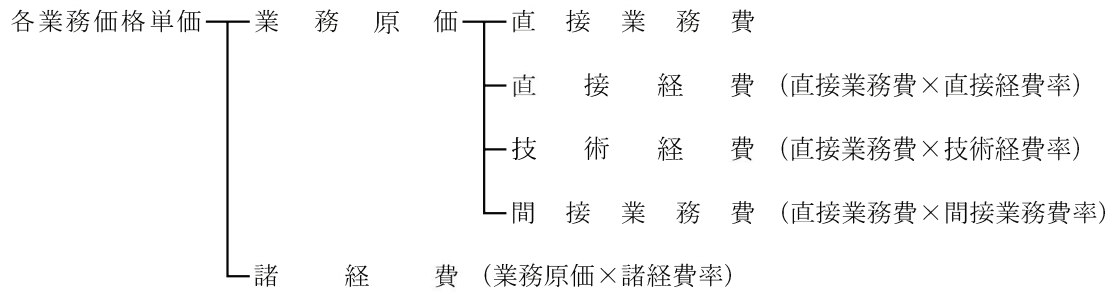 各業務価格単価 業務原価 直接業務費
直接経費（直接業務費×直接経費率）
技術経費（直接業務費×技術経費率）
間接業務費（直接業務費×間接業務費率）
諸経費（業務原価×諸経費率）